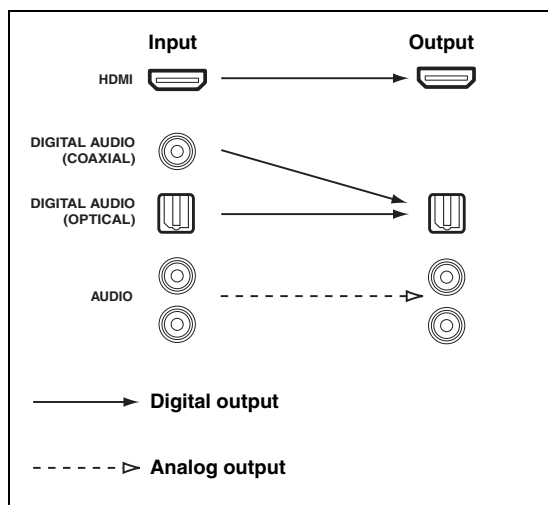 Input Output
HDMI
DIGITAL AUDIO
(COAXIAL)
DIGITAL AUDIO
(OPTICAL)
AUDIO
Digital output
Analog output